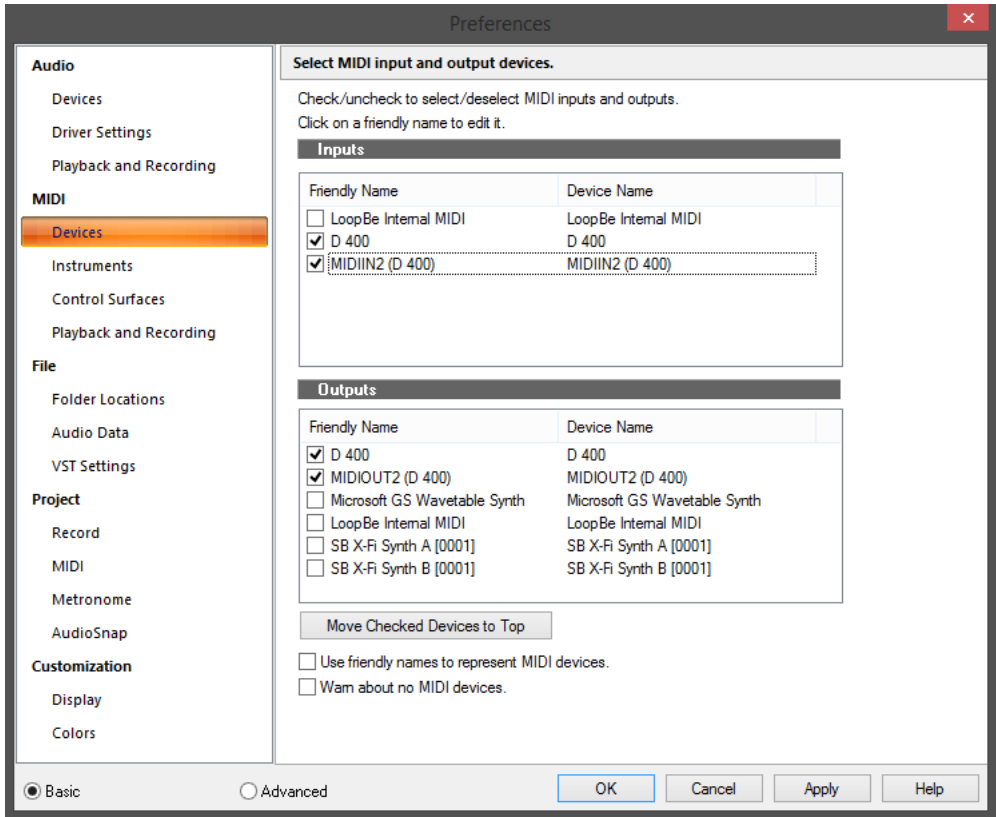 Preferences
Audio
Devices
Driver Settings
Playback and Recording
MIDI
Devices
Instruments
Control Surfaces
Playback and Recording
File
Folder Locations
Audio Data
VST Settings
Project
Record
MIDI
Metronome
AudioSnap
Customization
Display
Colors
Basic
Advanced
Select MIDI input and output devices.
Check/uncheck to select/deselect MIDI inputs and outputs.
Click on a friendly name to edit it.
Inputs
Friendly Name Device Name
LoopBe Internal MIDI LoopBe Internal MIDI
D 400 D 400
MIDIIN2 (D 400) MIDIIN2 (D 400)
Outputs
Friendly Name Device Name
D 400 D 400
MIDIOUT2 (D 400) MIDIOUT2 (D 400)
Microsoft GS Wavetable Synth Microsoft GS Wavetable Synth
LoopBe Internal MIDI LoopBe Internal MIDI
SB X-Fi Synth A [0001] SB X-Fi Synth A [0001]
SB X-Fi Synth B [0001] SB X-Fi Synth B [0001]
Move Checked Devices to Top
Use friendly names to represent MIDI devices.
Warn about no MIDI devices.
OK Cancel Apply Help